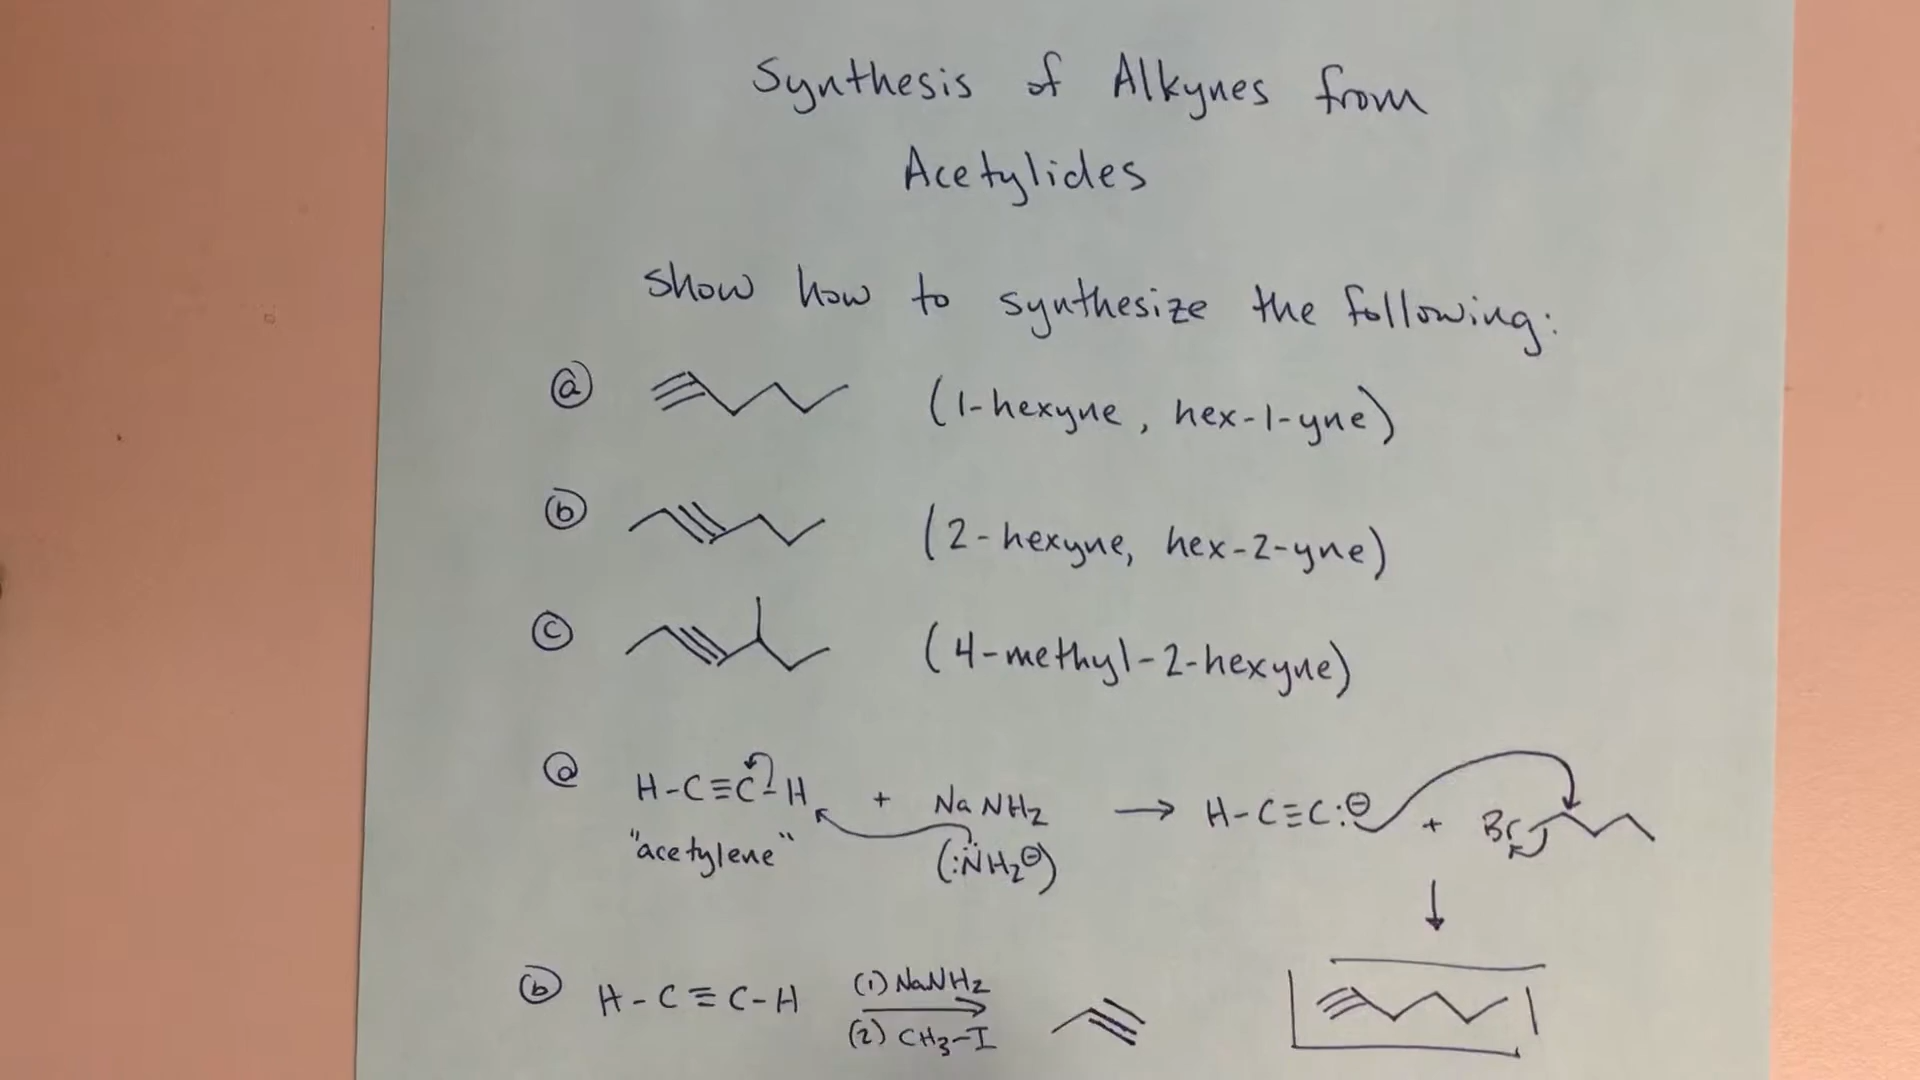 Synthesis of Alkynes from
Acetylides
show how to synthesize the following:
ⓐ (1-hexyne, hex-1-yne)
ⓑ (2-hexyne, hex-2-yne)
ⓒ (4-methyl-2-hexyne)
ⓐ H-C≡C-H + NaNH₂ → H-C≡C:⊖ + Br
"acetylene" (:N̈H₂⊖)
ⓑ H-C≡C-H (1) NaNH₂
(2) CH₃-I